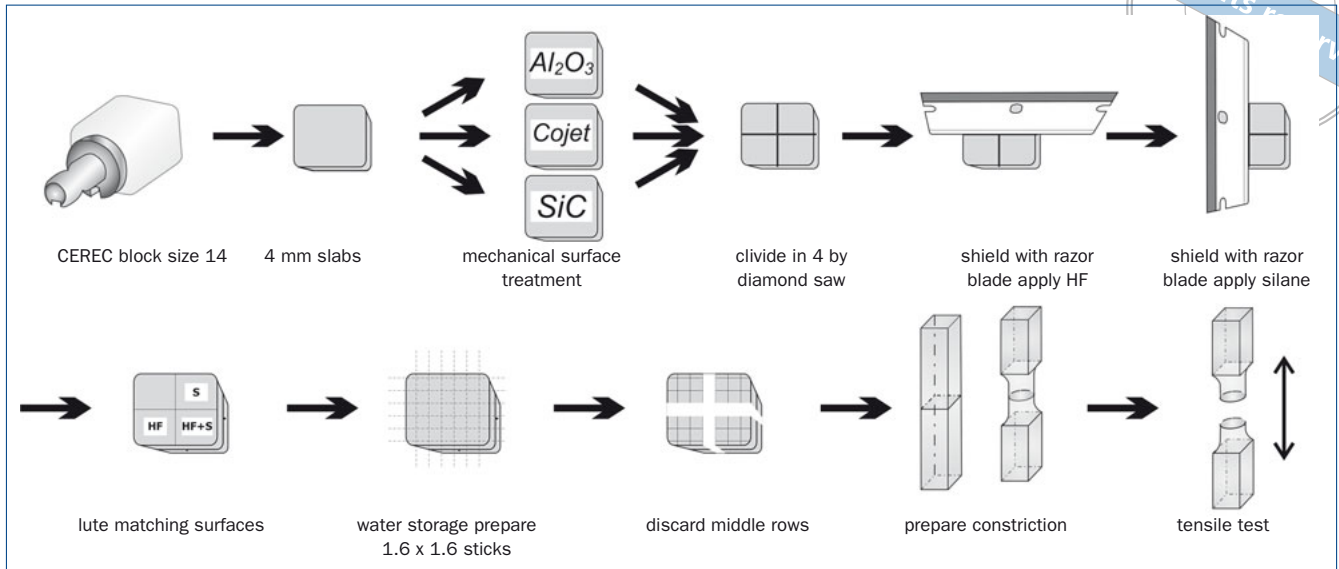 Al₂O₃
Cojet
SiC
CEREC block size 14
4 mm slabs
mechanical surface
treatment
clivide in 4 by
diamond saw
shield with razor
blade apply HF
shield with razor
blade apply silane
S
HF
HF+S
lute matching surfaces
water storage prepare
1.6 x 1.6 sticks
discard middle rows
prepare constriction
tensile test